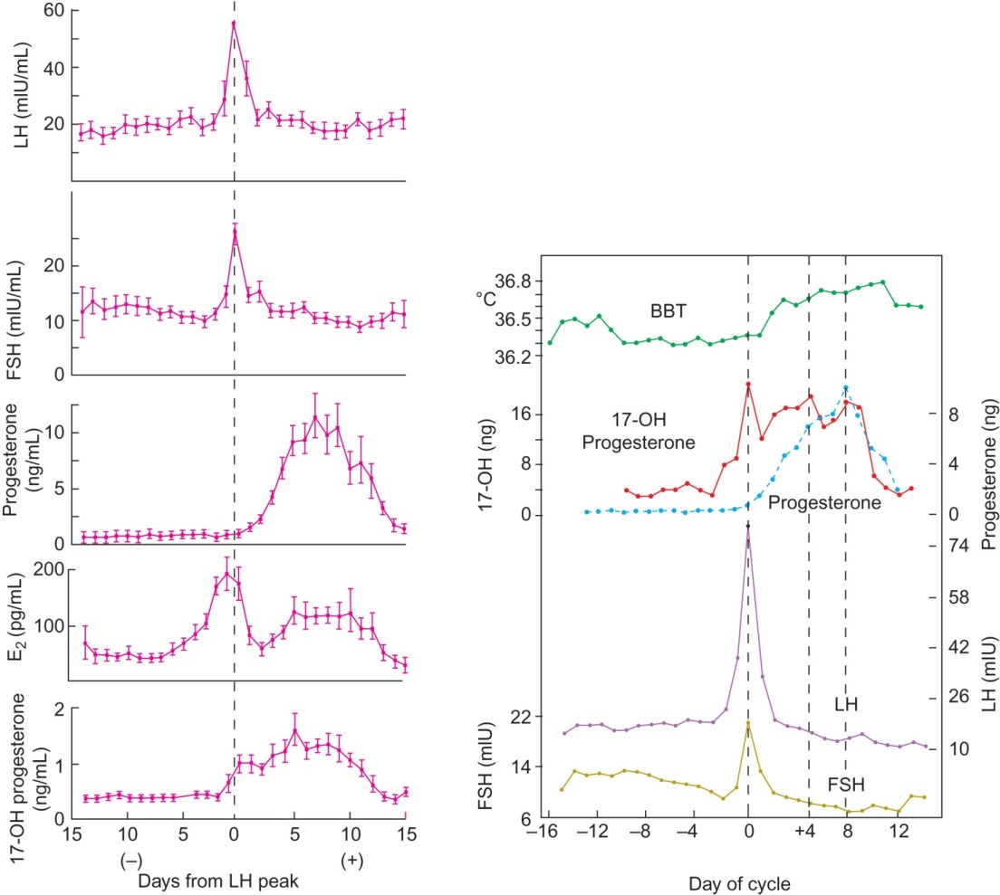 60
40
20
LH (mIU/mL)
20
10
0
FSH (mIU/mL)
10
5
0
Progesterone
(ng/mL)
200
100
E2 (pg/mL)
2
1
0
17-OH progesterone
(ng/mL)
15 10 5 0 5 10 15
(–) (+)
Days from LH peak
°C
36.8
36.5
36.2
BBT
16
8
0
17-OH (ng)
17-OH
Progesterone
Progesterone
8
4
0
Progesterone (ng)
74
58
42
26
10
LH (mIU)
LH
22
14
6
FSH (mIU)
FSH
–16 –12 –8 –4 0 +4 8 12
Day of cycle